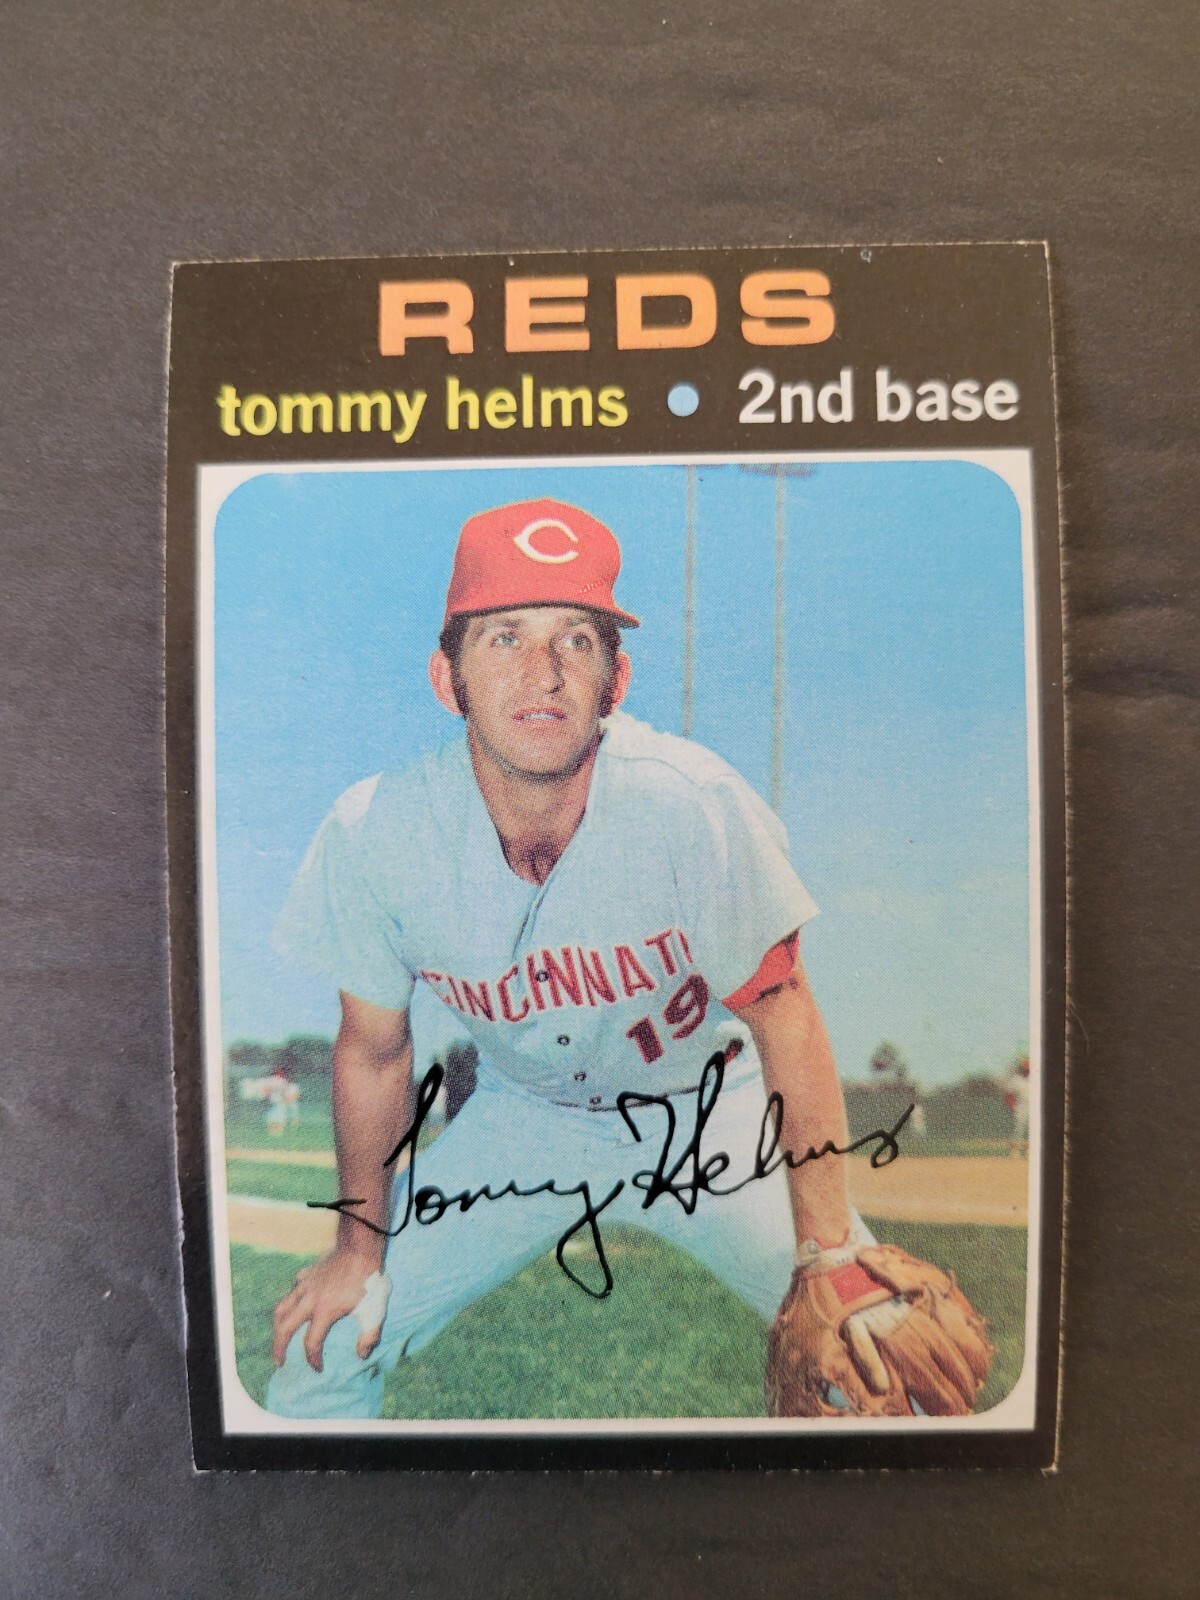 REDS
tommy helms • 2nd base
C
CINCINNATI
19
Tommy Helms